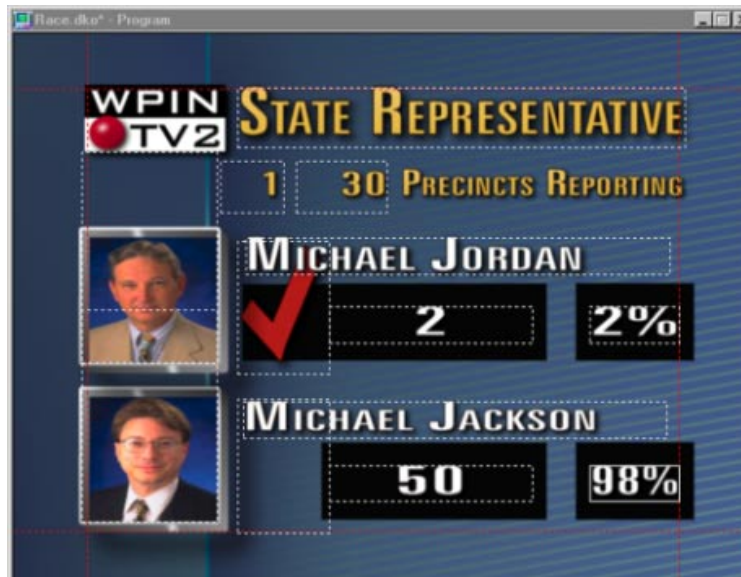 Race.dko* - Program
WPIN
TV2
STATE REPRESENTATIVE
1 30 PRECINCTS REPORTING
MICHAEL JORDAN
2 2%
MICHAEL JACKSON
50 98%